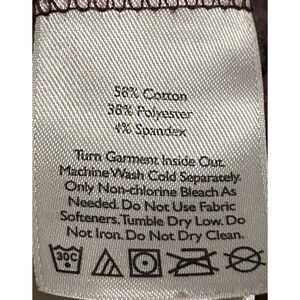 58% Cotton
38% Polyester
4% Spandex
Turn Garment Inside Out.
Machine Wash Cold Separately.
Only Non-chlorine Bleach As
Needed. Do Not Use Fabric
Softeners. Tumble Dry Low. Do
Not Iron. Do Not Dry Clean.
30C